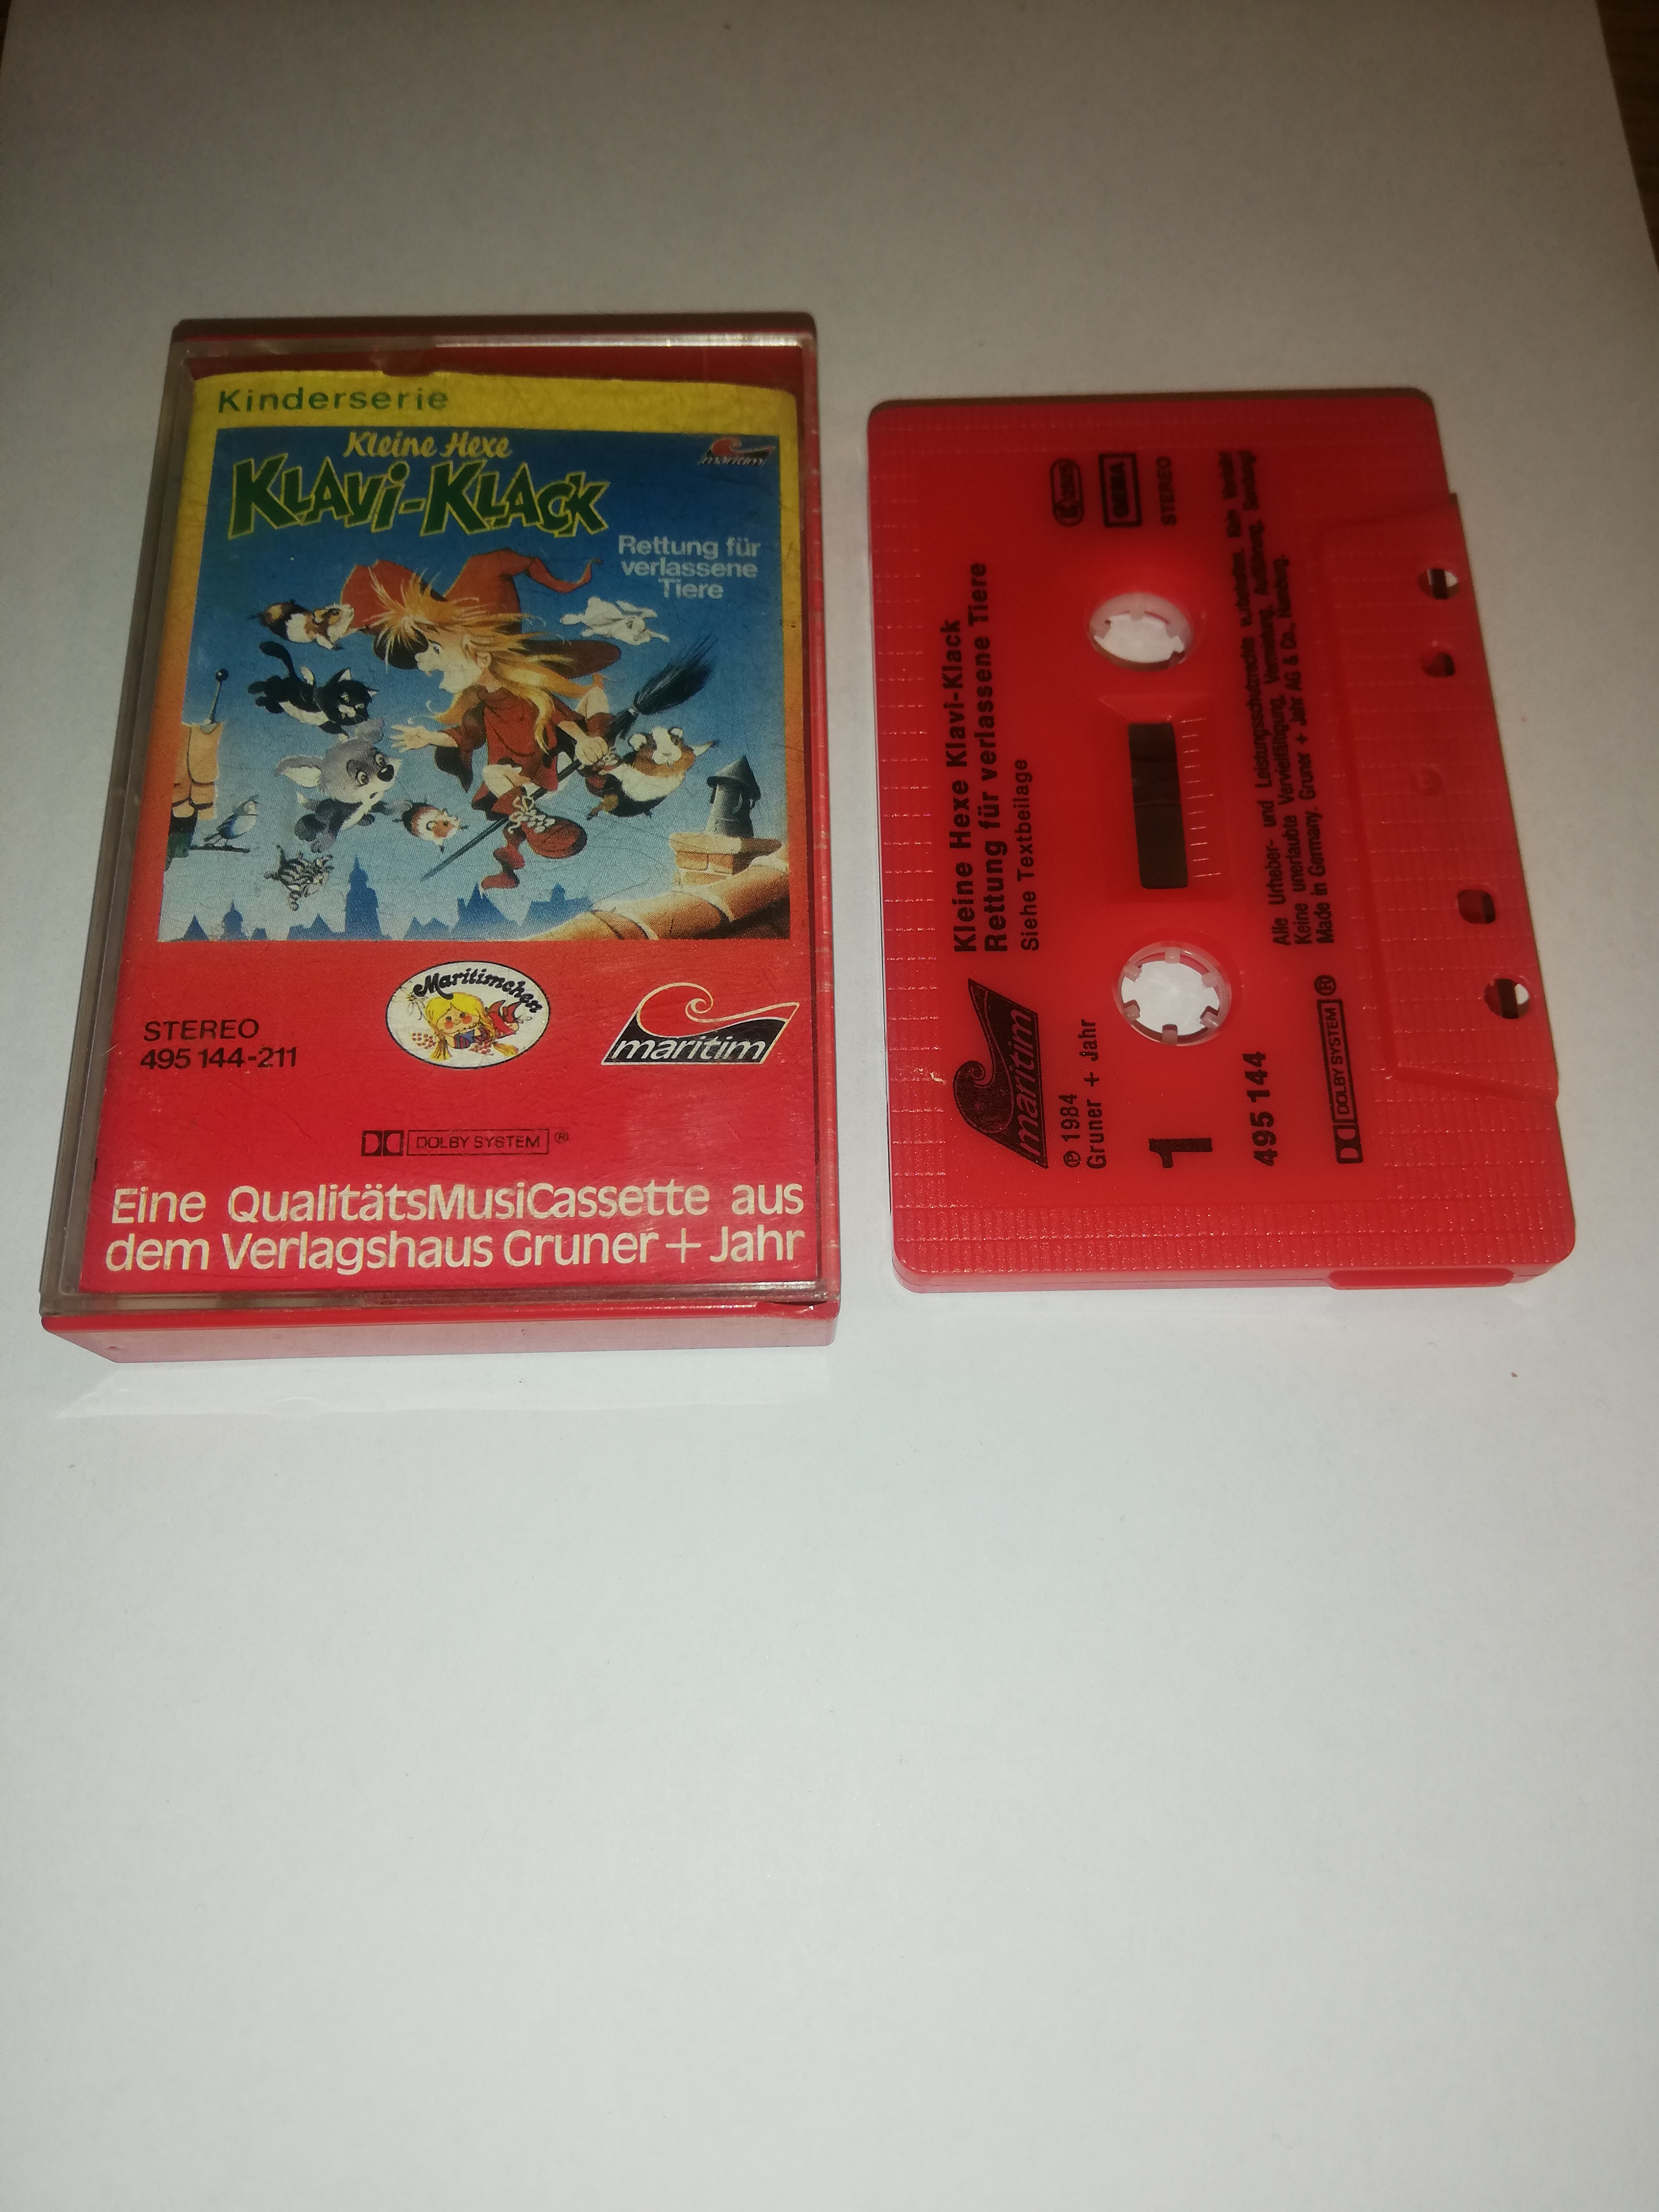 Kinderserie
Kleine Hexe
KLAVI-KLACK
maritim
Rettung für
verlassene
Tiere
Maritimchen
STEREO
495 144-211
maritim
DOLBY SYSTEM ®
Eine QualitätsMusiCassette aus
dem Verlagshaus Gruner + Jahr
Kleine Hexe Klavi-Klack
Rettung für verlassene Tiere
Siehe Textbeilage
maritim
℗ 1984
Gruner + Jahr
1
495 144
GEMA
STEREO
Alle Urheber- und Leistungsschutzrechte vorbehalten. Kein Verleih!
Keine unerlaubte Vervielfältigung, Vermietung, Aufführung, Sendung!
Made in Germany. Gruner + Jahr AG & Co., Hamburg.
DOLBY SYSTEM ®